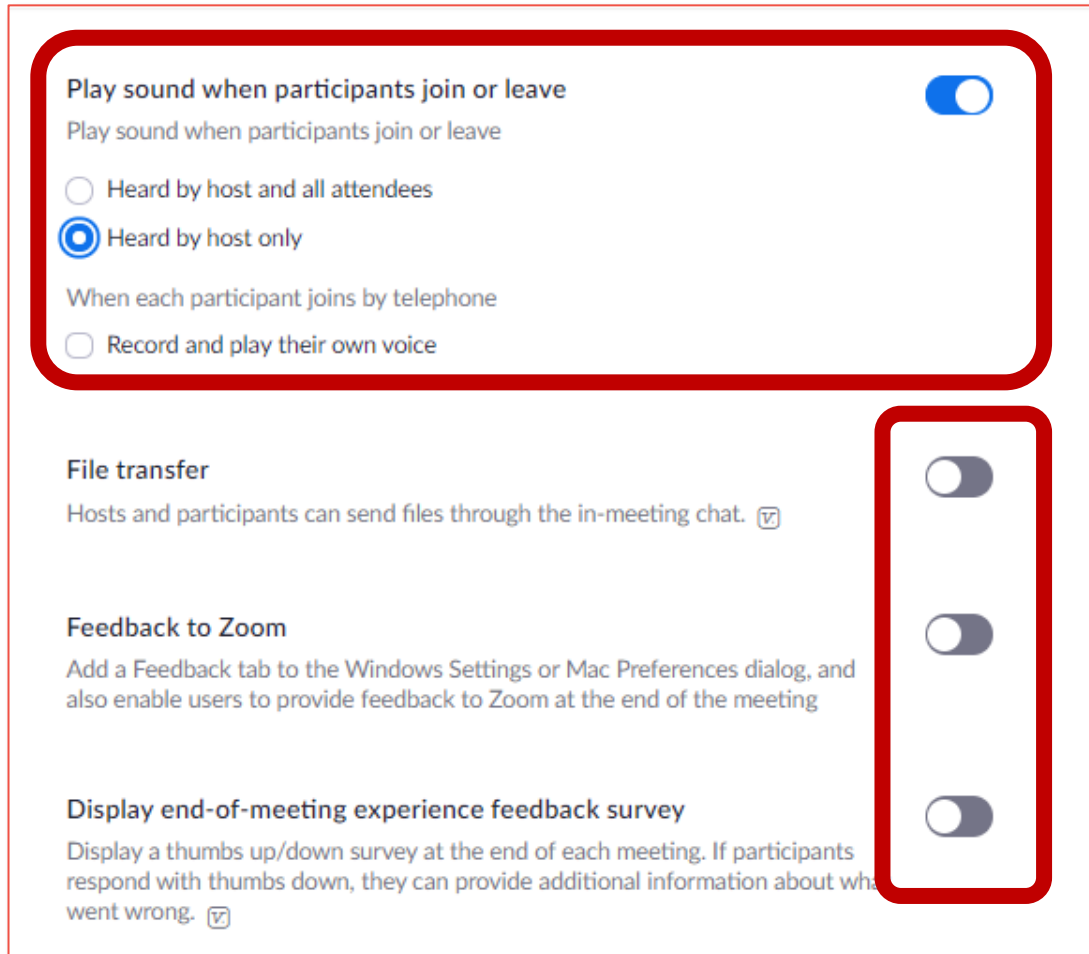 Play sound when participants join or leave
Play sound when participants join or leave
Heard by host and all attendees
Heard by host only
When each participant joins by telephone
Record and play their own voice
File transfer
Hosts and participants can send files through the in-meeting chat.
Feedback to Zoom
Add a Feedback tab to the Windows Settings or Mac Preferences dialog, and
also enable users to provide feedback to Zoom at the end of the meeting
Display end-of-meeting experience feedback survey
Display a thumbs up/down survey at the end of each meeting. If participants
respond with thumbs down, they can provide additional information about
went wrong.